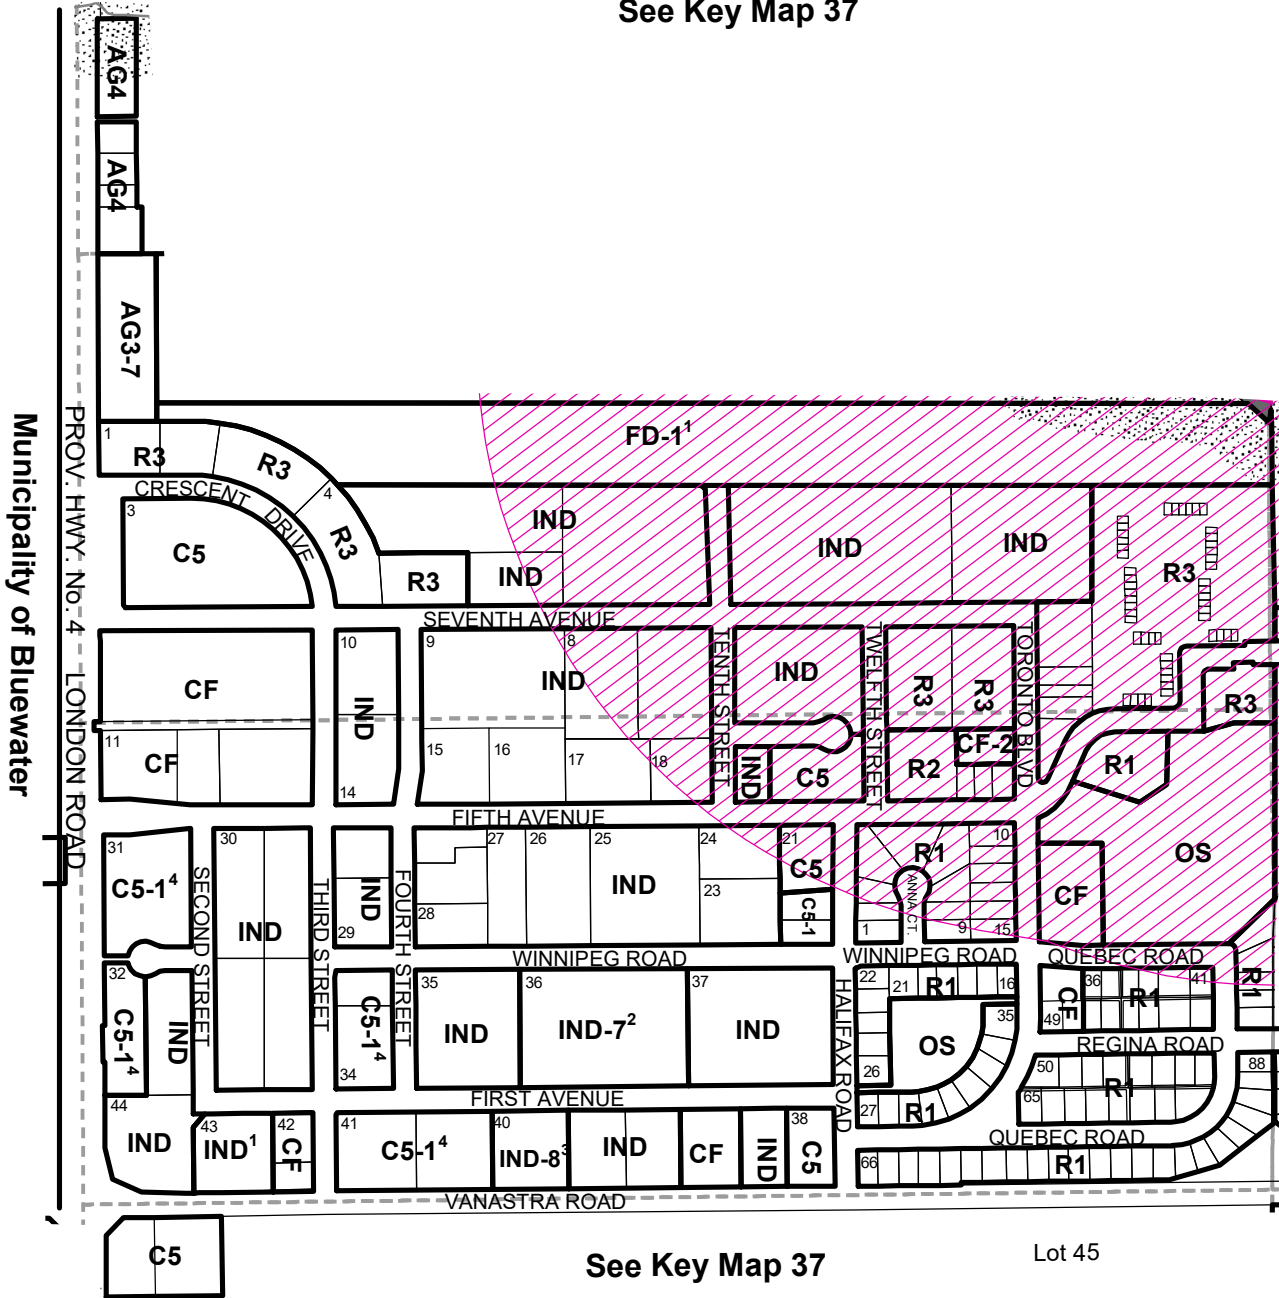 See Key Map 37
AG4
AG4
AG3-7
Municipality of Bluewater
PROV. HWY. No. 4 LONDON ROAD
FD-1¹
1
R3
R3
4
R3
R3
CRESCENT DRIVE
3
C5
IND
IND
IND
IND
R3
SEVENTH AVENUE
CF
10
IND
14
9
8
IND
15
16
17
18
TENTH STREET
IND
TWELFTH STREET
R3
R3
TORONTO BLVD
R3
11
CF
IND
C5
R2
CF-2
R1
FIFTH AVENUE
31
C5-1⁴
SECOND STREET
30
IND
THIRD STREET
IND
29
FOURTH STREET
27
26
25
24
28
IND
23
21
C5
C5-1
R1
10
ANNA CT.
1
9
15
OS
CF
WINNIPEG ROAD
WINNIPEG ROAD
QUEBEC ROAD
32
C5-1⁴
IND
C5-1⁴
34
35
IND
36
IND-7²
37
IND
HALIFAX ROAD
22
21
R1
16
35
OS
26
27
R1
CF
49
36
R1
41
R1
REGINA ROAD
50
R1
65
88
FIRST AVENUE
44
IND
43
IND¹
42
CF
41
C5-1⁴
40
IND-8³
IND
CF
IND
38
C5
QUEBEC ROAD
66
R1
VANASTRA ROAD
C5
See Key Map 37
Lot 45